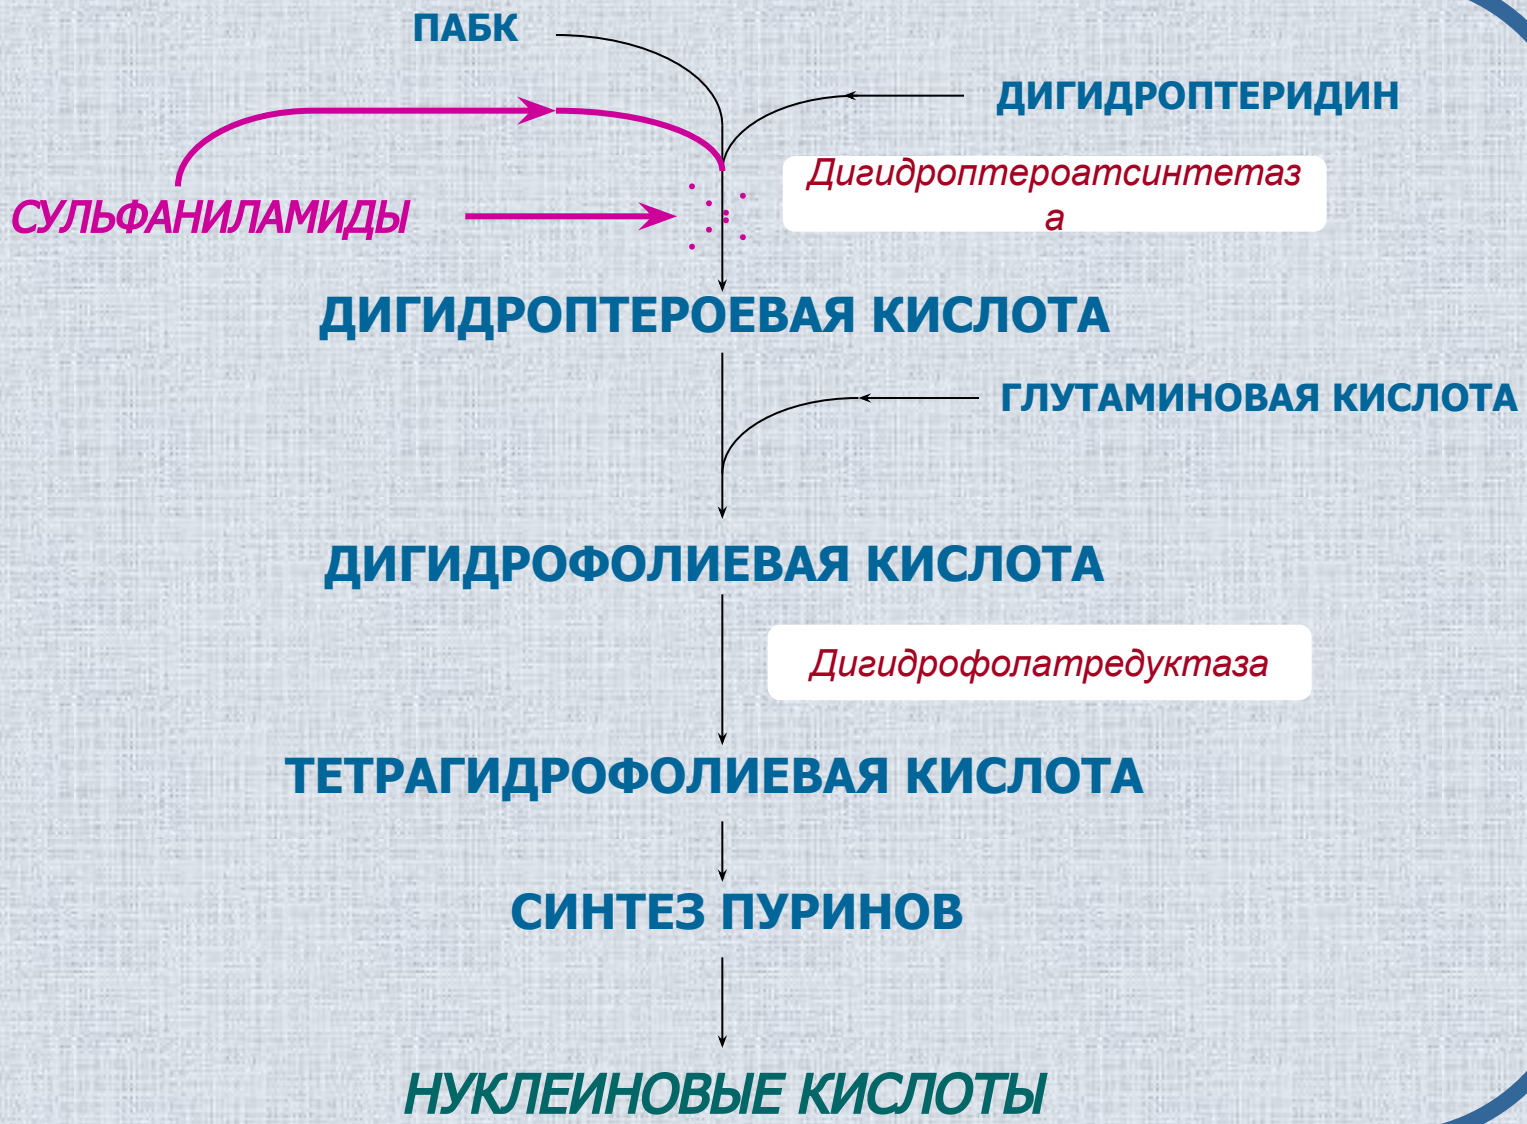 ПАБК
ДИГИДРОПТЕРИДИН
Дигидроптероатсинтетаз
а
СУЛЬФАНИЛАМИДЫ
ДИГИДРОПТЕРОЕВАЯ КИСЛОТА
ГЛУТАМИНОВАЯ КИСЛОТА
ДИГИДРОФОЛИЕВАЯ КИСЛОТА
Дигидрофолатредуктаза
ТЕТРАГИДРОФОЛИЕВАЯ КИСЛОТА
СИНТЕЗ ПУРИНОВ
НУКЛЕИНОВЫЕ КИСЛОТЫ